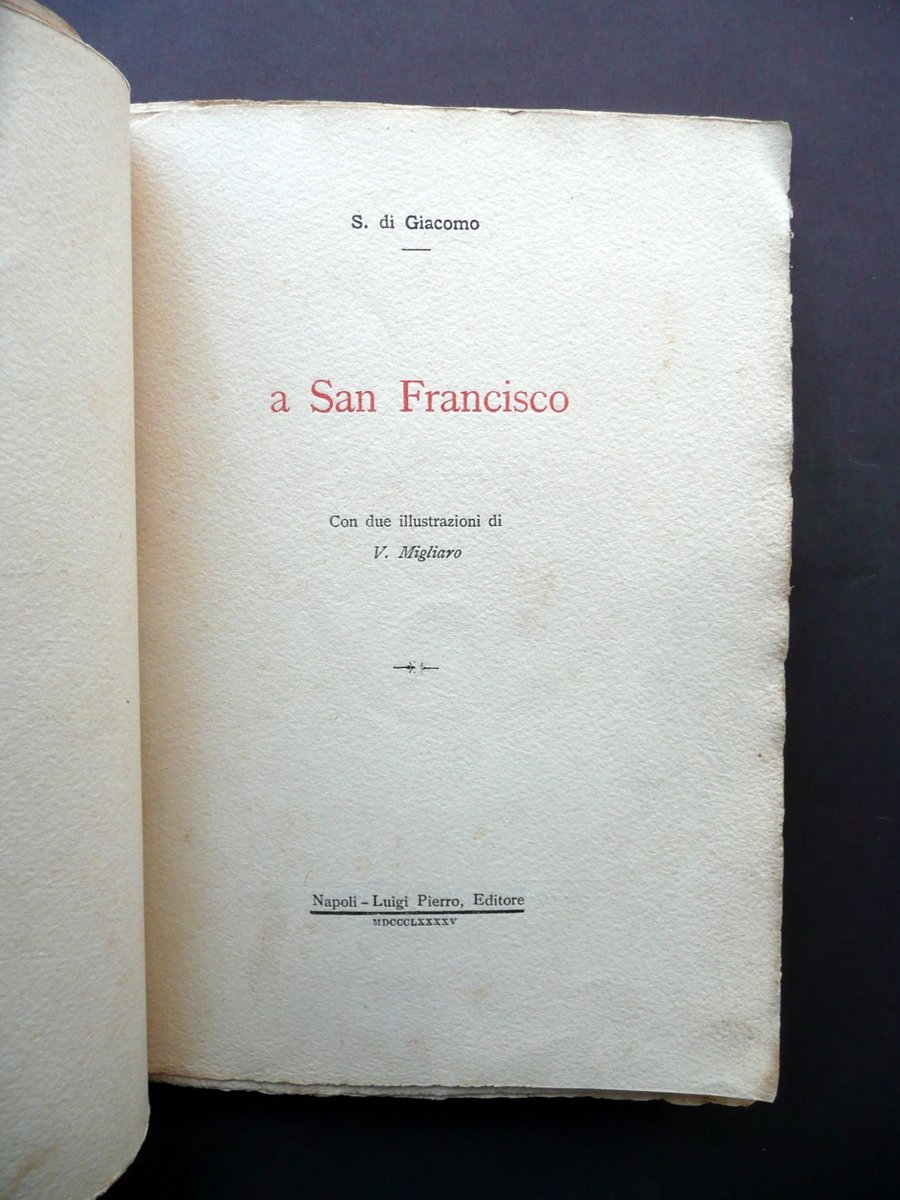 S. di Giacomo
a San Francisco
Con due illustrazioni di
V. Migliaro
Napoli – Luigi Pierro, Editore
MDCCCLXXXXV